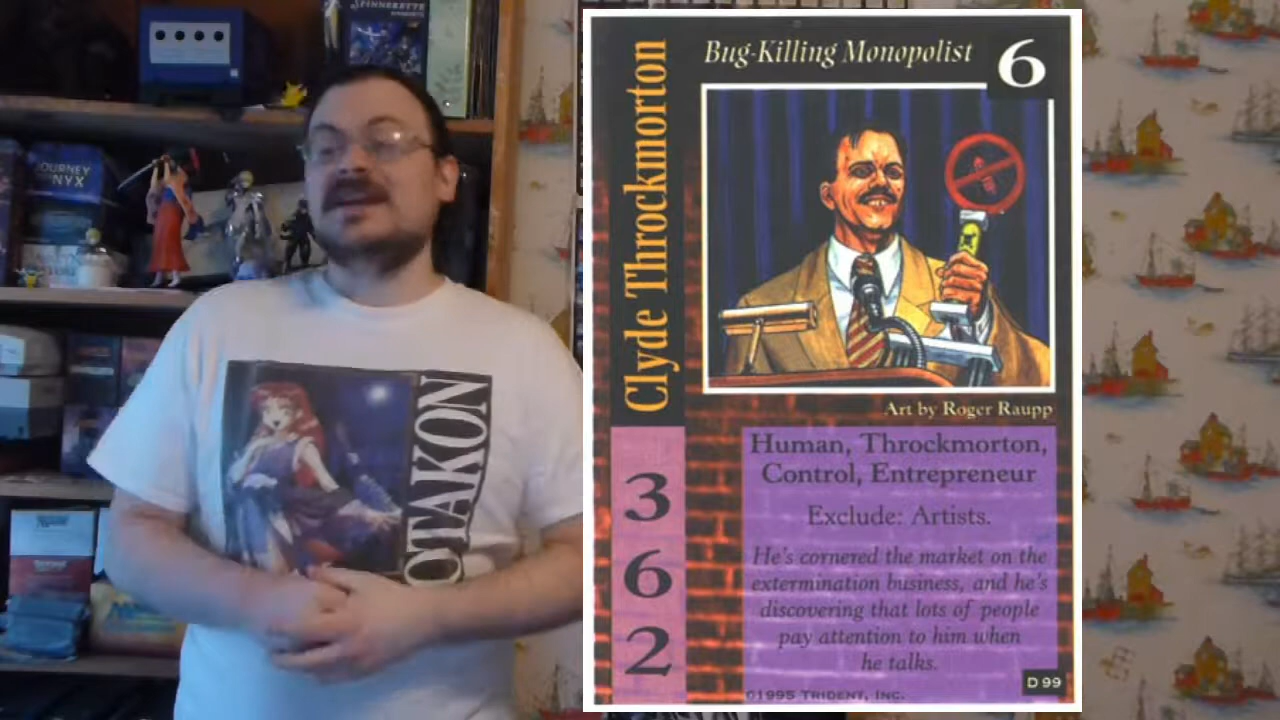 SPINNERETTE
JOURNEY
NYX
OTAKON
Clyde Throckmorton
Bug-Killing Monopolist
6
Art by Roger Raupp
3
6
2
Human, Throckmorton,
Control, Entrepreneur
Exclude: Artists.
He's cornered the market on the
extermination business, and he's
discovering that lots of people
pay attention to him when
he talks.
©1995 TRIDENT, INC.
D 99